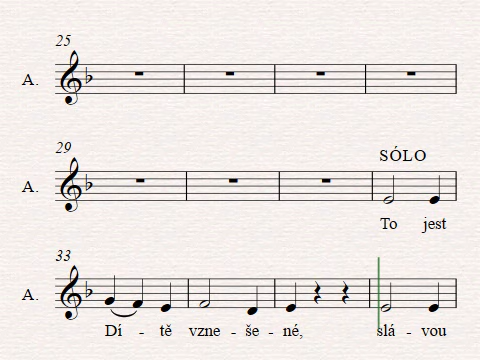 25
A.
29
SÓLO
A.
To jest
33
A.
Dí - tě vzne - še - né, slá - vou